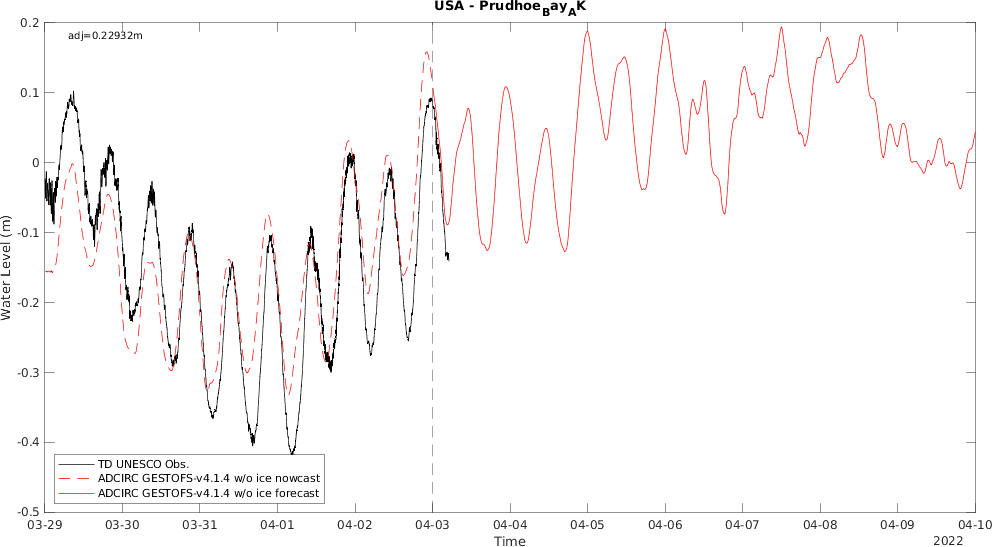 USA - PrudhoeBayAK
adj=0.22932m
0.2
0.1
0
-0.1
-0.2
-0.3
-0.4
-0.5
Water Level (m)
TD UNESCO Obs.
ADCIRC GESTOFS-v4.1.4 w/o ice nowcast
ADCIRC GESTOFS-v4.1.4 w/o ice forecast
03-29 03-30 03-31 04-01 04-02 04-03 04-04 04-05 04-06 04-07 04-08 04-09 04-10
Time
2022